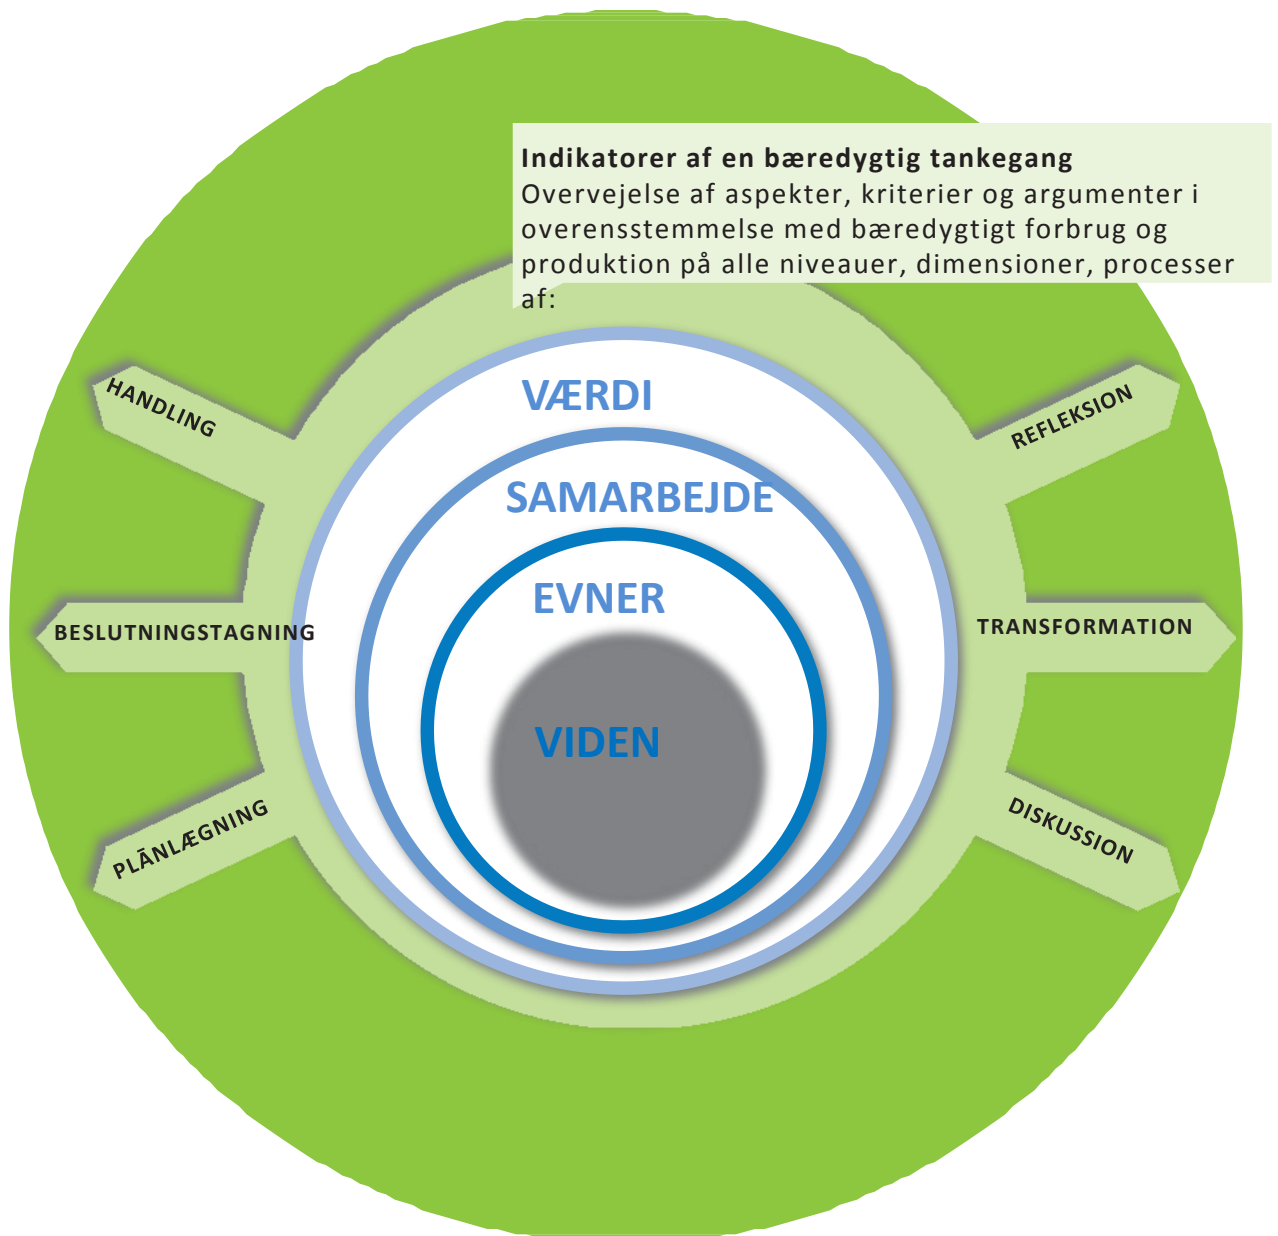 Indikatorer af en bæredygtig tankegang
Overvejelse af aspekter, kriterier og argumenter i
overensstemmelse med bæredygtigt forbrug og
produktion på alle niveauer, dimensioner, processer
af:
VÆRDI
SAMARBEJDE
EVNER
VIDEN
HANDLING
BESLUTNINGSTAGNING
PLĀNLÆGNING
REFLEKSION
TRANSFORMATION
DISKUSSION